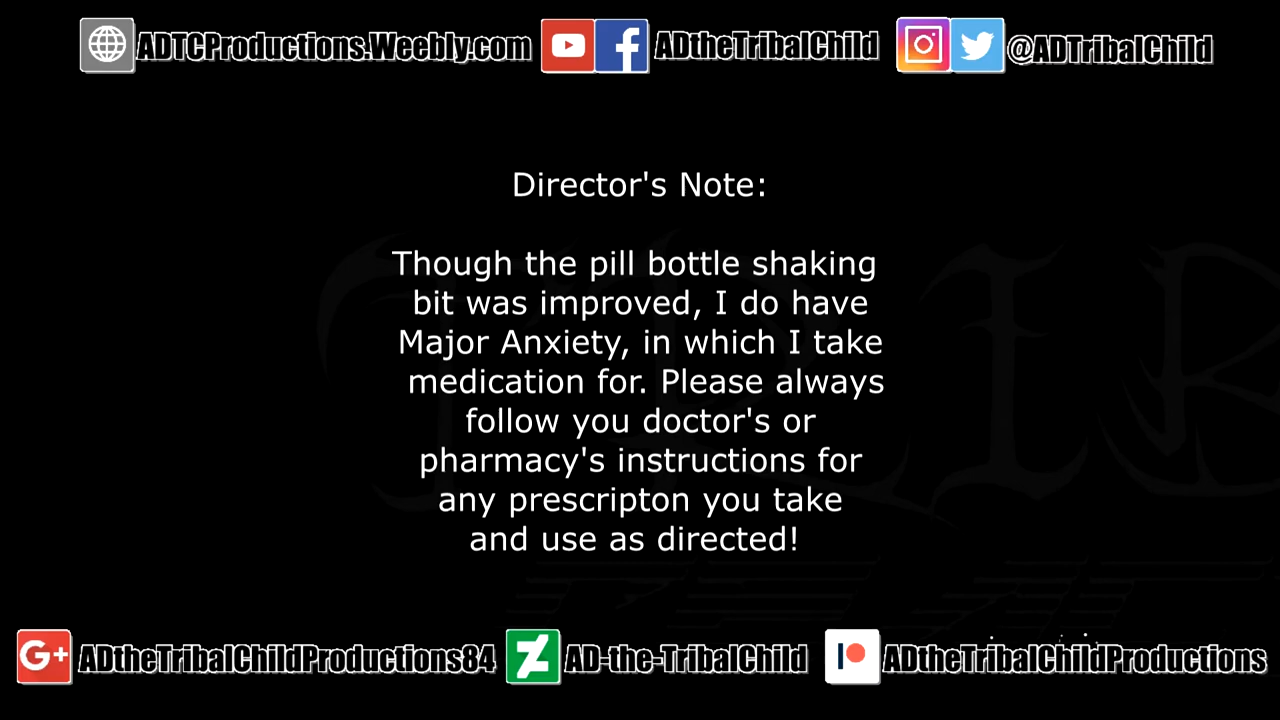 ADTCProductions.Weebly.com ADtheTribalChild @ADTribalChild
Director's Note:
Though the pill bottle shaking
bit was improved, I do have
Major Anxiety, in which I take
medication for. Please always
follow you doctor's or
pharmacy's instructions for
any prescripton you take
and use as directed!
G+ ADtheTribalChildProductions84 AD-the-TribalChild ADtheTribalChildProductions